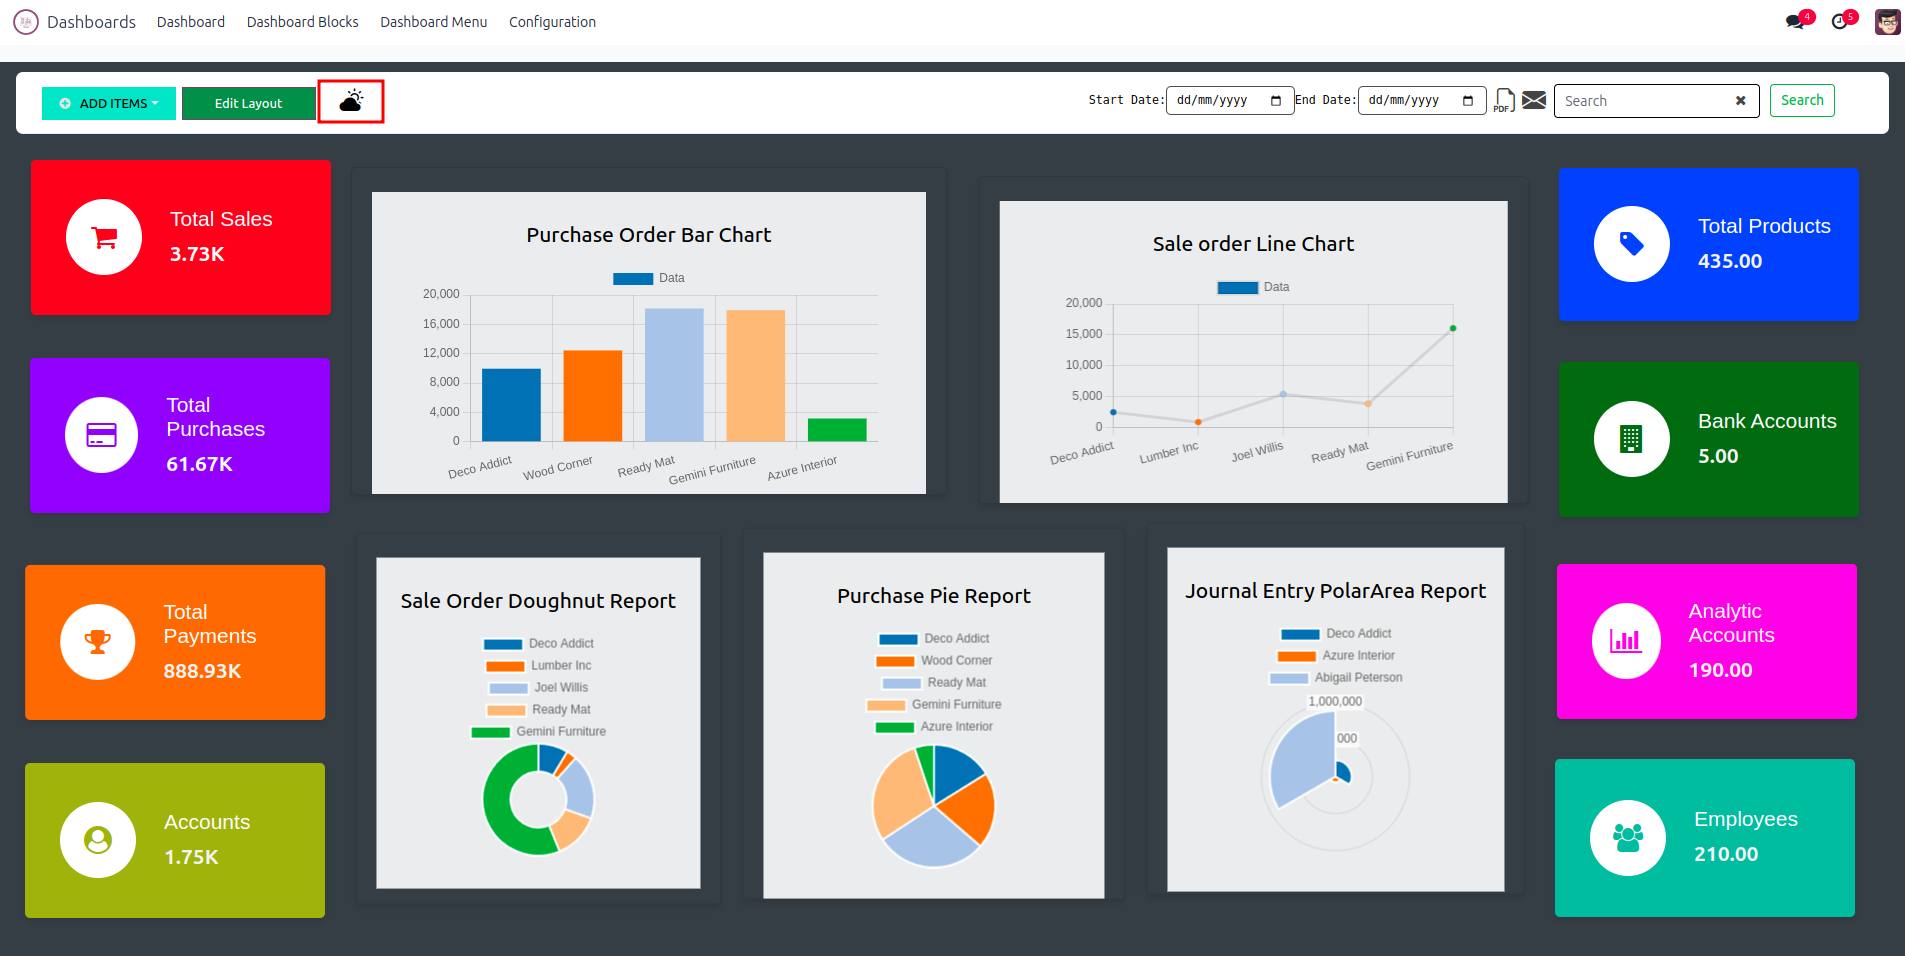 Dashboards Dashboard Dashboard Blocks Dashboard Menu Configuration 4 5
ADD ITEMS Edit Layout Start Date: dd/mm/yyyy End Date: dd/mm/yyyy PDF Search Search
Total Sales
3.73K
Purchase Order Bar Chart
Data
20,000
16,000
12,000
8,000
4,000
0
Deco Addict Wood Corner Ready Mat Gemini Furniture Azure Interior
Sale order Line Chart
Data
20,000
15,000
10,000
5,000
0
Deco Addict Lumber Inc Joel Willis Ready Mat Gemini Furniture
Total Products
435.00
Total
Purchases
61.67K
Bank Accounts
5.00
Total
Payments
888.93K
Sale Order Doughnut Report
Deco Addict
Lumber Inc
Joel Willis
Ready Mat
Gemini Furniture
Purchase Pie Report
Deco Addict
Wood Corner
Ready Mat
Gemini Furniture
Azure Interior
Journal Entry PolarArea Report
Deco Addict
Azure Interior
Abigail Peterson
1,000,000
000
Analytic
Accounts
190.00
Accounts
1.75K
Employees
210.00